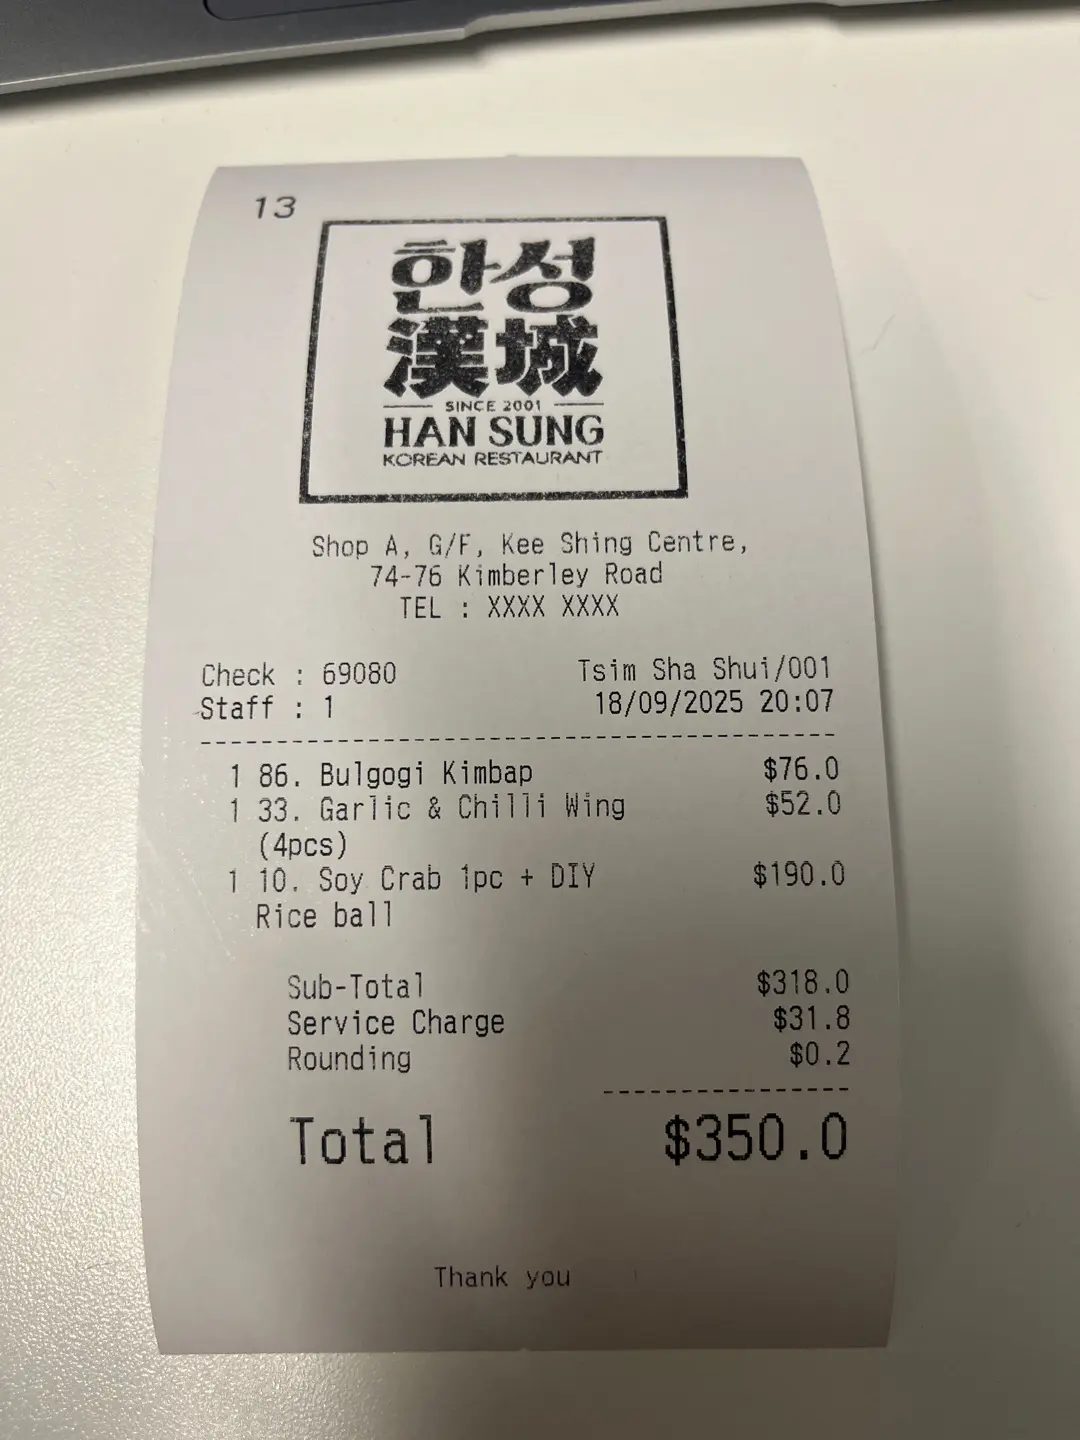 13
한성
漢城
SINCE 2001
HAN SUNG
KOREAN RESTAURANT
Shop A, G/F, Kee Shing Centre,
74-76 Kimberley Road
TEL : XXXX XXXX
Check : 69080 Tsim Sha Shui/001
Staff : 1 18/09/2025 20:07
1 86. Bulgogi Kimbap $76.0
1 33. Garlic & Chilli Wing $52.0
(4pcs)
1 10. Soy Crab 1pc + DIY $190.0
Rice ball
Sub-Total $318.0
Service Charge $31.8
Rounding $0.2
Total $350.0
Thank you